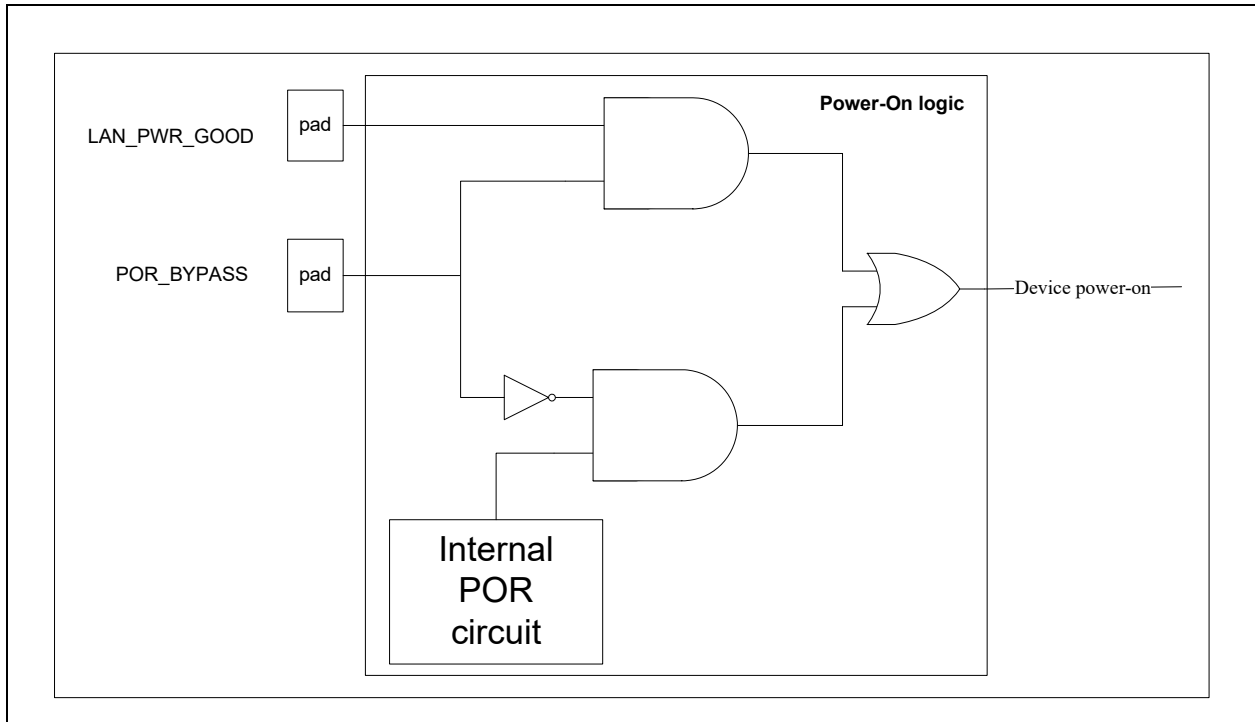 Power-On logic
LAN_PWR_GOOD
pad
POR_BYPASS
pad
Device power-on
Internal
POR
circuit